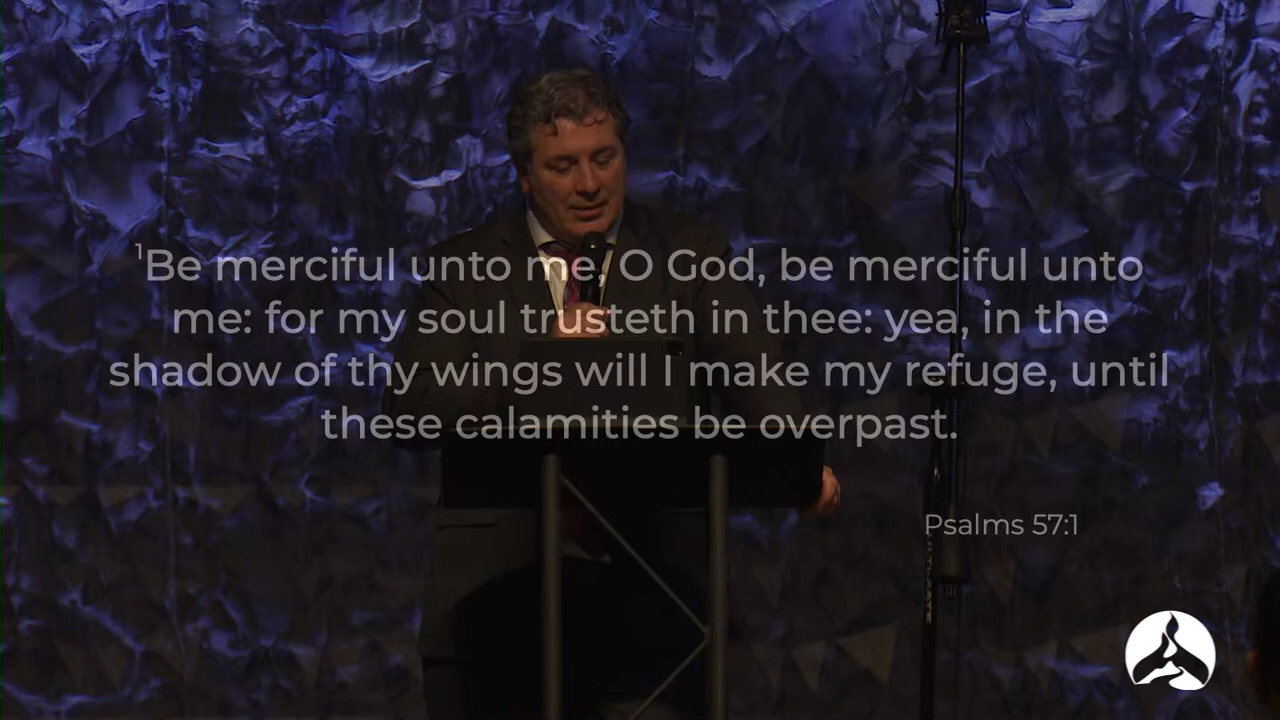 ¹Be merciful unto me, O God, be merciful unto
me: for my soul trusteth in thee: yea, in the
shadow of thy wings will I make my refuge, until
these calamities be overpast.
Psalms 57:1